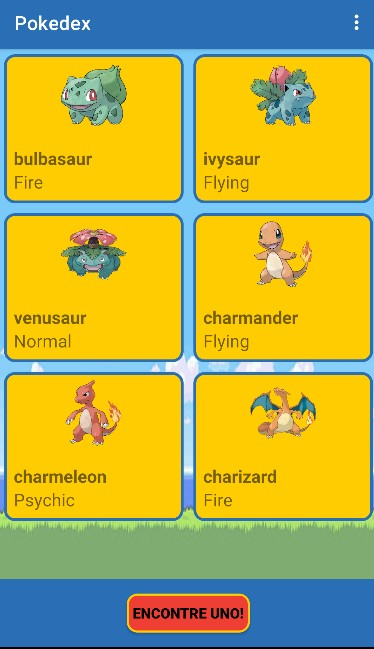 Pokedex
bulbasaur
Fire
ivysaur
Flying
venusaur
Normal
charmander
Flying
charmeleon
Psychic
charizard
Fire
ENCONTRE UNO!